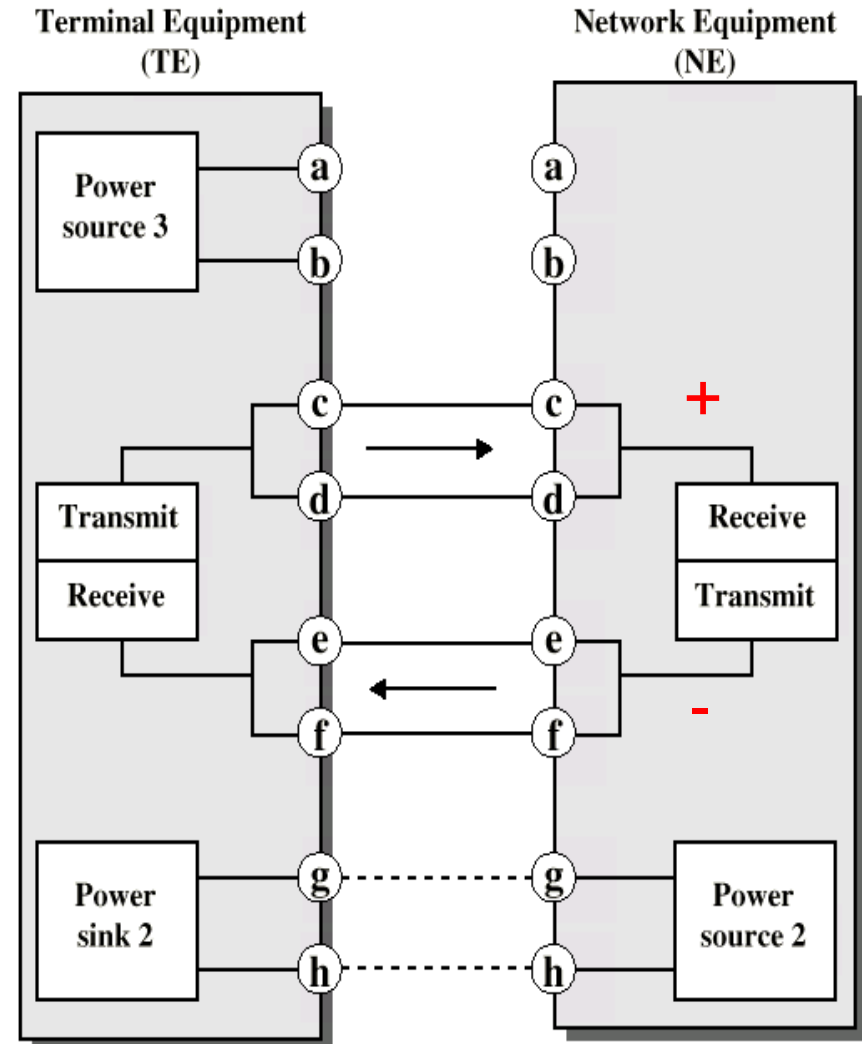 Terminal Equipment
(TE)
Network Equipment
(NE)
Power
source 3
a
b
a
b
c
d
c
d
+
Transmit
Receive
Receive
Transmit
e
f
e
f
-
Power
sink 2
g
h
g
h
Power
source 2